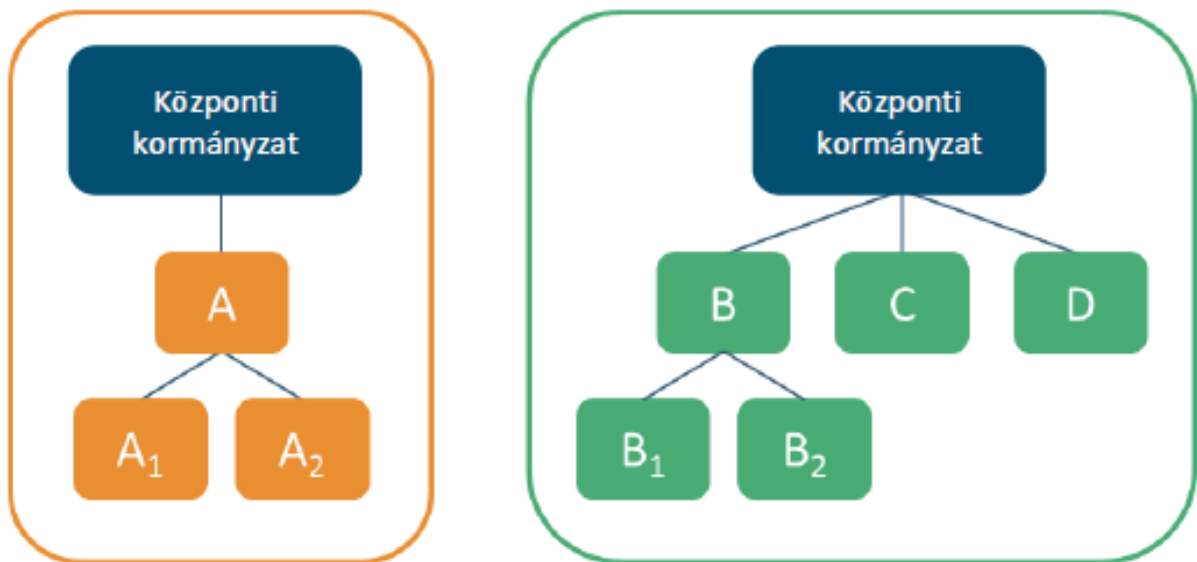 Központi
kormányzat
A
A₁ A₂
Központi
kormányzat
B C D
B₁ B₂